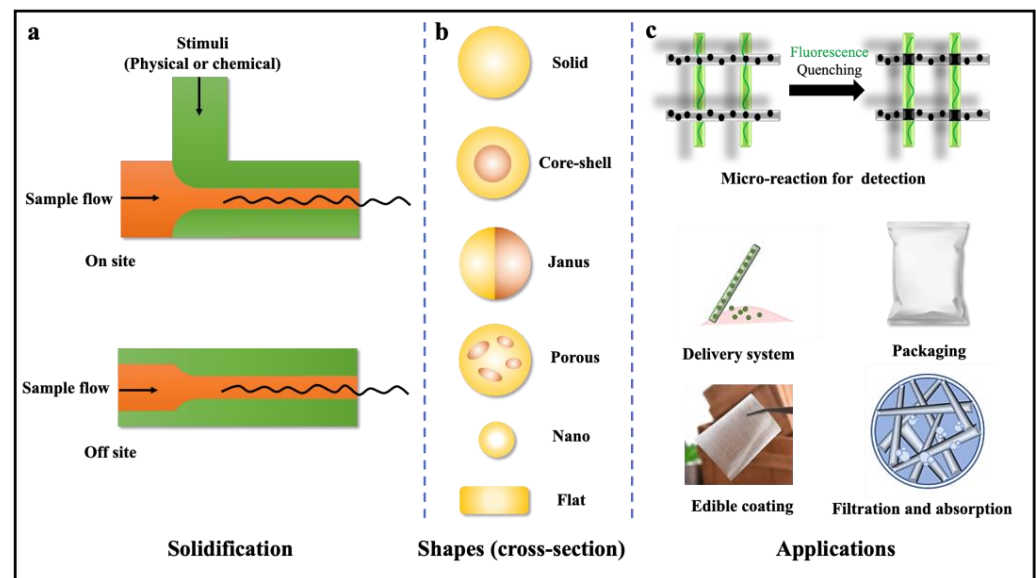 a
Stimuli
(Physical or chemical)
Sample flow
On site
Sample flow
Off site
Solidification
b
Solid
Core-shell
Janus
Porous
Nano
Flat
Shapes (cross-section)
c
Fluorescence
Quenching
Micro-reaction for detection
Delivery system
Packaging
Edible coating
Filtration and absorption
Applications